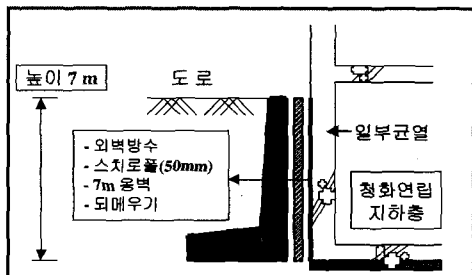 높이 7 m
도 로
일부균열
- 외벽방수
- 스치로폴(50mm)
- 7m 옹벽
- 되메우기
청화연립
지하층